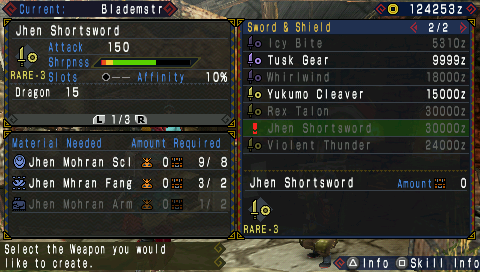 Current: Blademstr
124253z
Jhen Shortsword
Attack 150
Shrpnss
RARE-3 Slots --- Affinity 10%
Dragon 15
L 1/3 R
Material Needed Amount Required
Jhen Mohran Scl 0 9/ 8
Jhen Mhran Fang 0 3/ 2
Jhen Mohran Arm 0 1/ 2
Select the Weapon you would
like to create.
Sword & Shield 2/2
Icy Bite 5310z
Tusk Gear 9999z
Whirlwind 18000z
Yukumo Cleaver 15000z
Rex Talon 30000z
Jhen Shortsword 30000z
Violent Thunder 24000z
Jhen Shortsword Amount 0
RARE-3
Info Skill Info